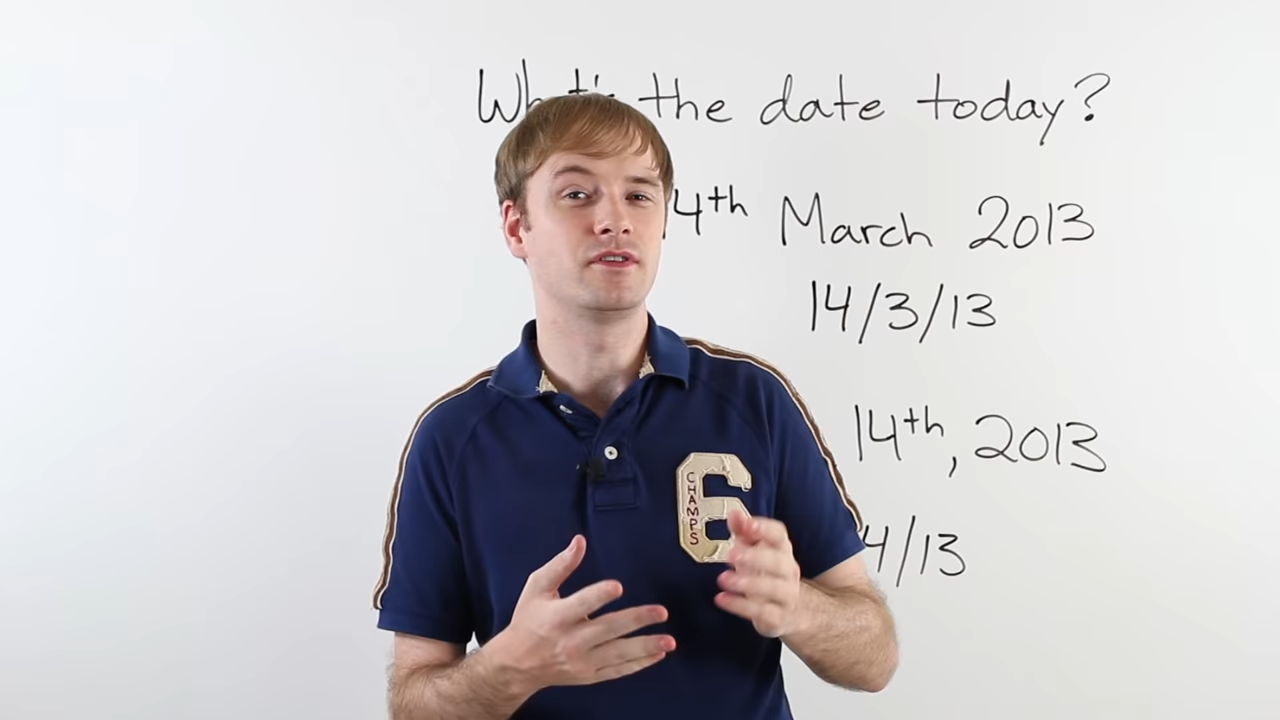 the date today?
4th March 2013
14/3/13
14th, 2013
4/13
CHAMPS
6